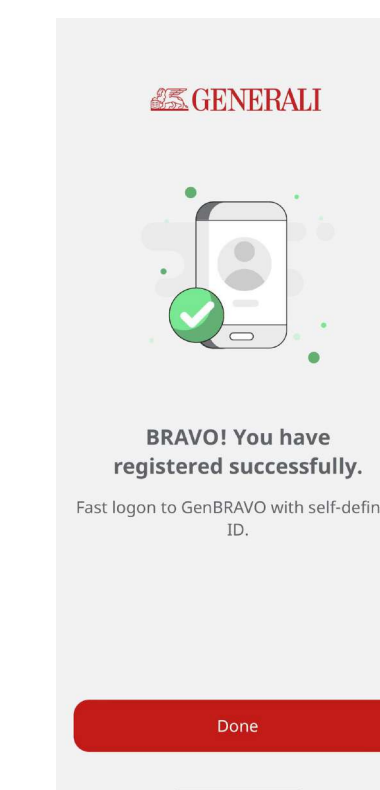 GENERALI
BRAVO! You have
registered successfully.
Fast logon to GenBRAVO with self-defin
ID.
Done